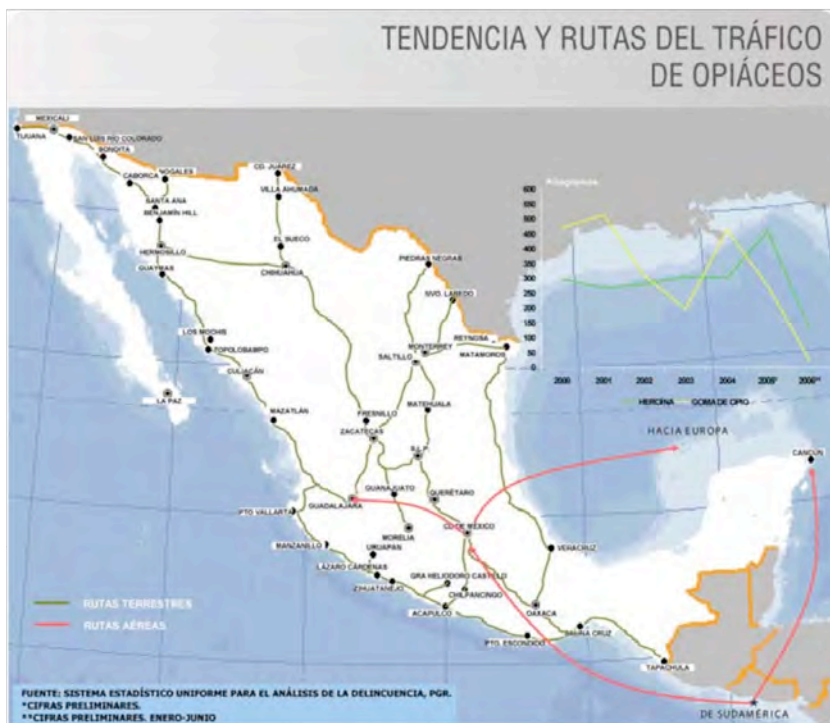 TENDENCIA Y RUTAS DEL TRÁFICO
DE OPIÁCEOS
MEXICALI
TIJUANA
SAN LUIS RÍO COLORADO
SONOITA
CABORCA
NOGALES
CD. JUÁREZ
VILLA AHUMADA
SANTA ANA
BENJAMÍN HILL
EL SUECO
HERMOSILLO
CHIHUAHUA
GUAYMAS
PIEDRAS NEGRAS
NVO. LAREDO
REYNOSA
MONTERREY
MATAMOROS
SALTILLO
LOS MOCHIS
TOPOLOBAMPO
CULIACÁN
LA PAZ
MAZATLÁN
FRESNILLO
MATEHUALA
ZACATECAS
S.L.P.
GUANAJUATO
QUERÉTARO
GUADALAJARA
PTO VALLARTA
CD. DE MÉXICO
MORELIA
MANZANILLO
URUAPAN
VERACRUZ
LÁZARO CÁRDENAS
GRA HELIODORO CASTILLO
ZIHUATANEJO
CHILPANCINGO
ACAPULCO
OAXACA
PTO. ESCONDIDO
SALINA CRUZ
TAPACHULA
CANCÚN
HACIA EUROPA
DE SUDAMÉRICA
Kilogramos
600
550
500
450
400
350
300
250
200
150
100
50
0
2000 2001 2002 2003 2004 2005* 2006**
HEROÍNA GOMA DE OPIO
RUTAS TERRESTRES
RUTAS AÉREAS
FUENTE: SISTEMA ESTADÍSTICO UNIFORME PARA EL ANÁLISIS DE LA DELINCUENCIA, PGR.
*CIFRAS PRELIMINARES.
**CIFRAS PRELIMINARES. ENERO-JUNIO